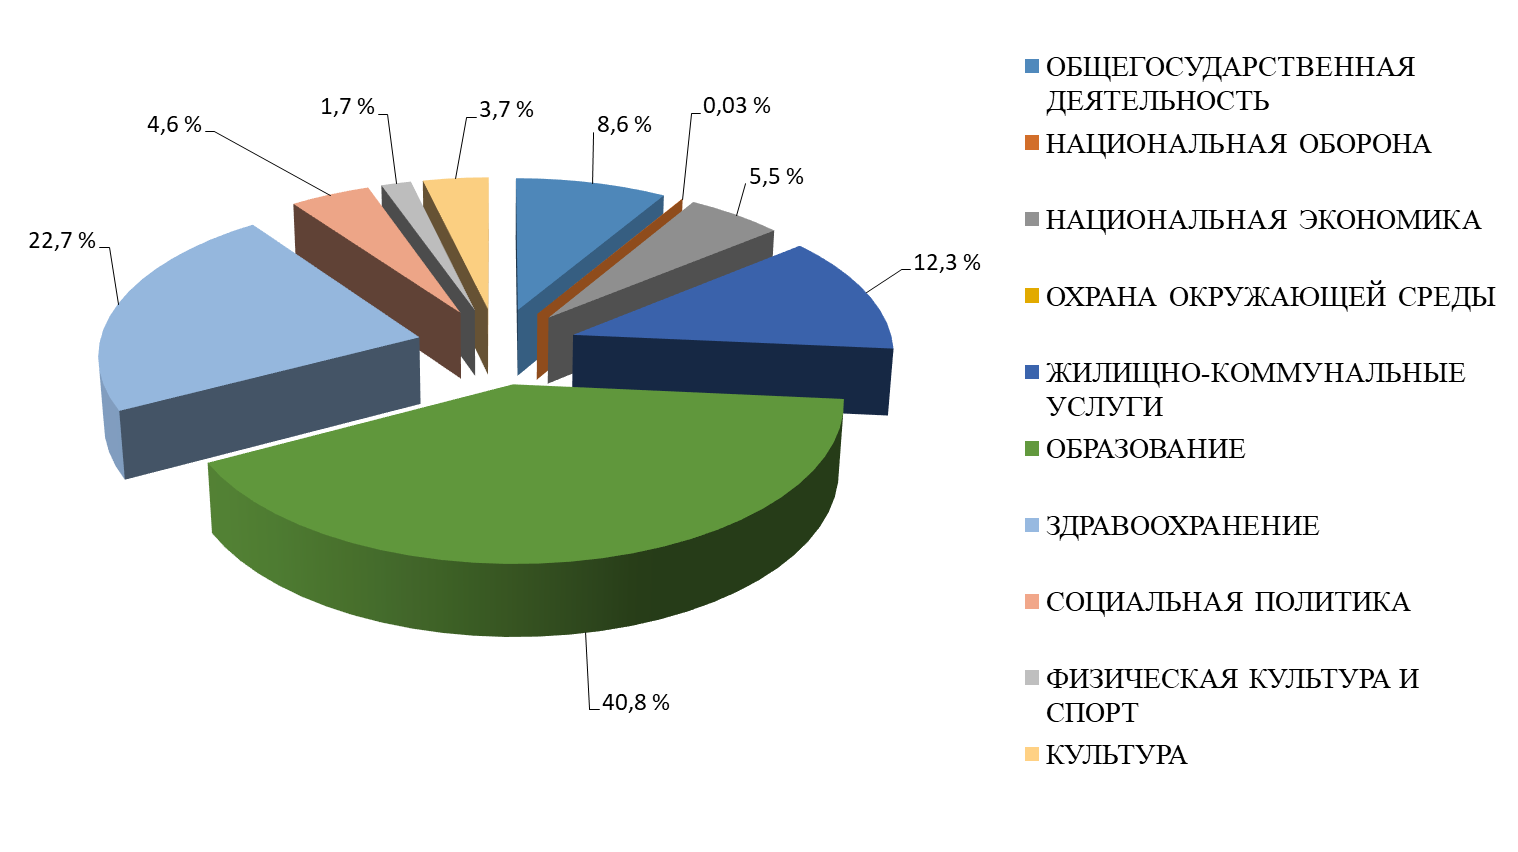 1,7 %
3,7 %
0,03 %
4,6 %
8,6 %
5,5 %
22,7 %
12,3 %
40,8 %
ОБЩЕГОСУДАРСТВЕННАЯ
ДЕЯТЕЛЬНОСТЬ
НАЦИОНАЛЬНАЯ ОБОРОНА
НАЦИОНАЛЬНАЯ ЭКОНОМИКА
ОХРАНА ОКРУЖАЮЩЕЙ СРЕДЫ
ЖИЛИЩНО-КОММУНАЛЬНЫЕ
УСЛУГИ
ОБРАЗОВАНИЕ
ЗДРАВООХРАНЕНИЕ
СОЦИАЛЬНАЯ ПОЛИТИКА
ФИЗИЧЕСКАЯ КУЛЬТУРА И
СПОРТ
КУЛЬТУРА